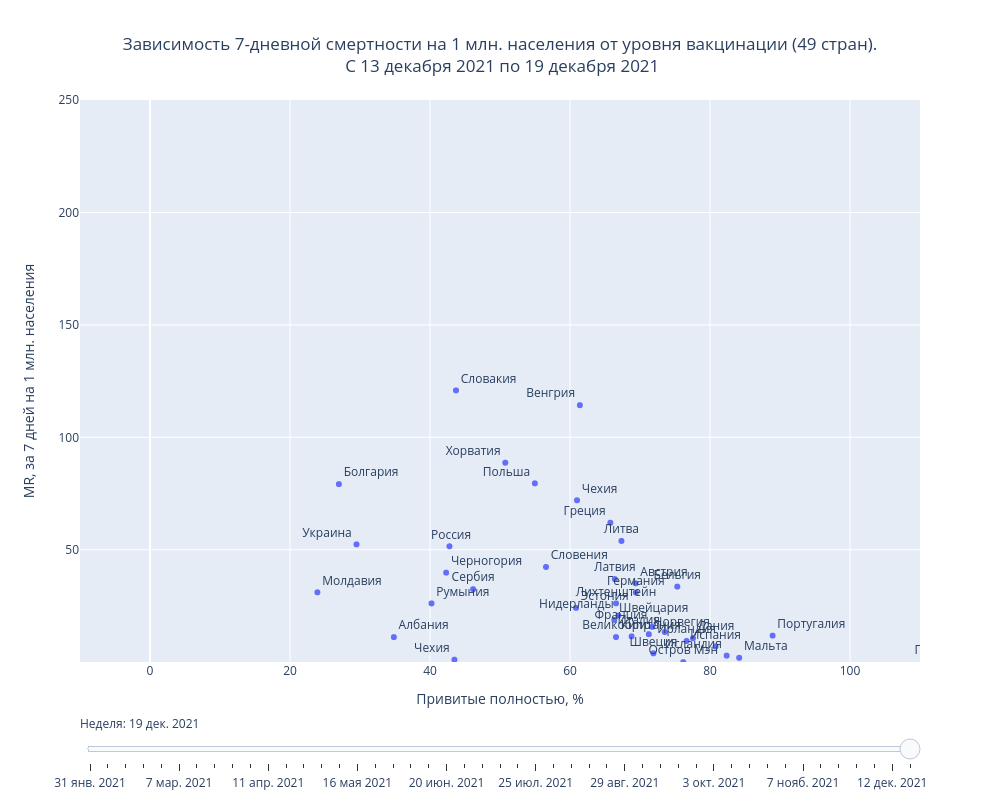 Зависимость 7-дневной смертности на 1 млн. населения от уровня вакцинации (49 стран).
С 13 декабря 2021 по 19 декабря 2021
MR, за 7 дней на 1 млн. населения
250
200
150
100
50
Словакия
Венгрия
Хорватия
Польша
Болгария
Чехия
Греция
Литва
Украина
Россия
Словения
Черногория
Латвия
Австрия
Бельгия
Молдавия
Сербия
Германия
Румыния
Лихтенштейн
Эстония
Нидерланды
Швейцария
Франция
Албания
Норвегия
Дания
Португалия
Ирландия
Испания
Чехия
Швеция
Исландия
Остров Мэн
Мальта
0
20
40
60
80
100
Привитые полностью, %
Неделя: 19 дек. 2021
31 янв. 2021
7 мар. 2021
11 апр. 2021
16 мая 2021
20 июн. 2021
25 июл. 2021
29 авг. 2021
3 окт. 2021
7 нояб. 2021
12 дек. 2021